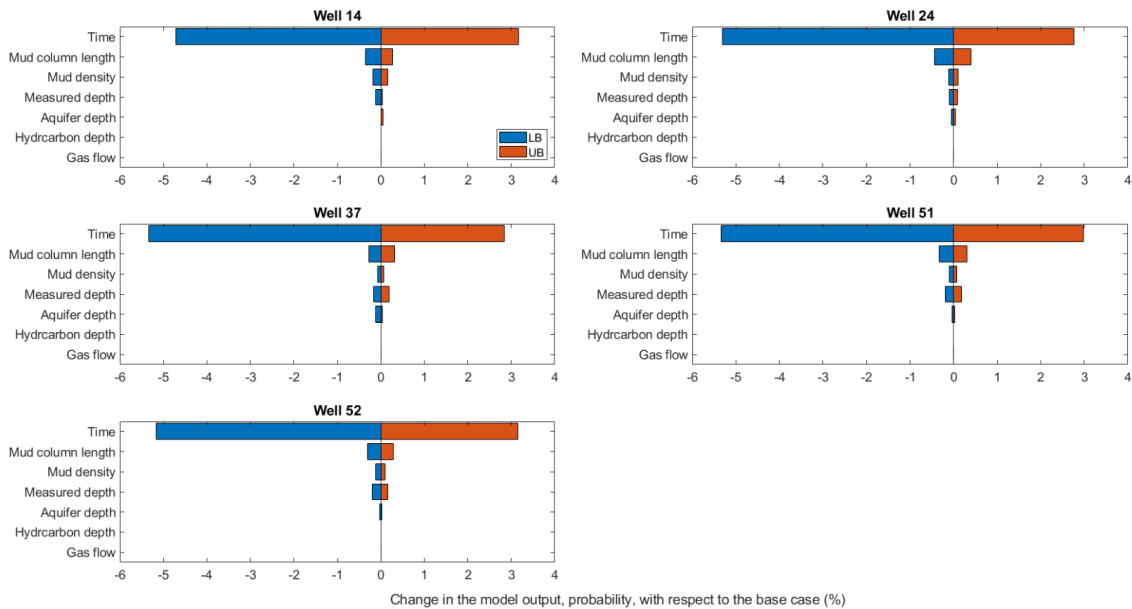 Well 14
Time
Mud column length
Mud density
Measured depth
Aquifer depth
Hydrcarbon depth
Gas flow
LB
UB
-6 -5 -4 -3 -2 -1 0 1 2 3 4
Well 24
Time
Mud column length
Mud density
Measured depth
Aquifer depth
Hydrcarbon depth
Gas flow
-6 -5 -4 -3 -2 -1 0 1 2 3 4
Well 37
Time
Mud column length
Mud density
Measured depth
Aquifer depth
Hydrcarbon depth
Gas flow
-6 -5 -4 -3 -2 -1 0 1 2 3 4
Well 51
Time
Mud column length
Mud density
Measured depth
Aquifer depth
Hydrcarbon depth
Gas flow
-6 -5 -4 -3 -2 -1 0 1 2 3 4
Well 52
Time
Mud column length
Mud density
Measured depth
Aquifer depth
Hydrcarbon depth
Gas flow
-6 -5 -4 -3 -2 -1 0 1 2 3 4
Change in the model output, probability, with respect to the base case (%)